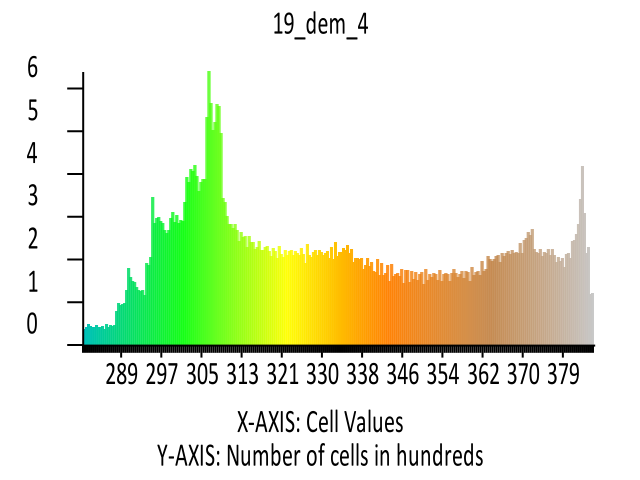 19_dem_4
6
5
4
3
2
1
0
289 297 305 313 321 330 338 346 354 362 370 379
X-AXIS: Cell Values
Y-AXIS: Number of cells in hundreds